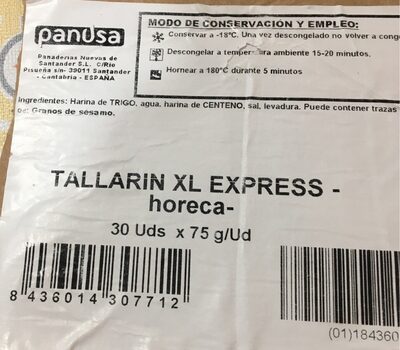 panusa
Panaderias Nuevas de
Santander S.L. C/Rio
Pisueña s/n- 39011 Santander
- Cantabria - ESPAÑA
MODO DE CONSERVACION Y EMPLEO:
Conservar a -18ºC. Una vez descongelado no volver a cong
Descongelar a temperatura ambiente 15-20 minutos.
Hornear a 180ºC durante 5 minutos
Ingredientes: Harina de TRIGO, agua, harina de CENTENO, sal, levadura. Puede contener trazas
de: Granos de sesamo.
TALLARIN XL EXPRESS -
horeca-
30 Uds x 75 g/Ud
8 436014 307712
(01)184360